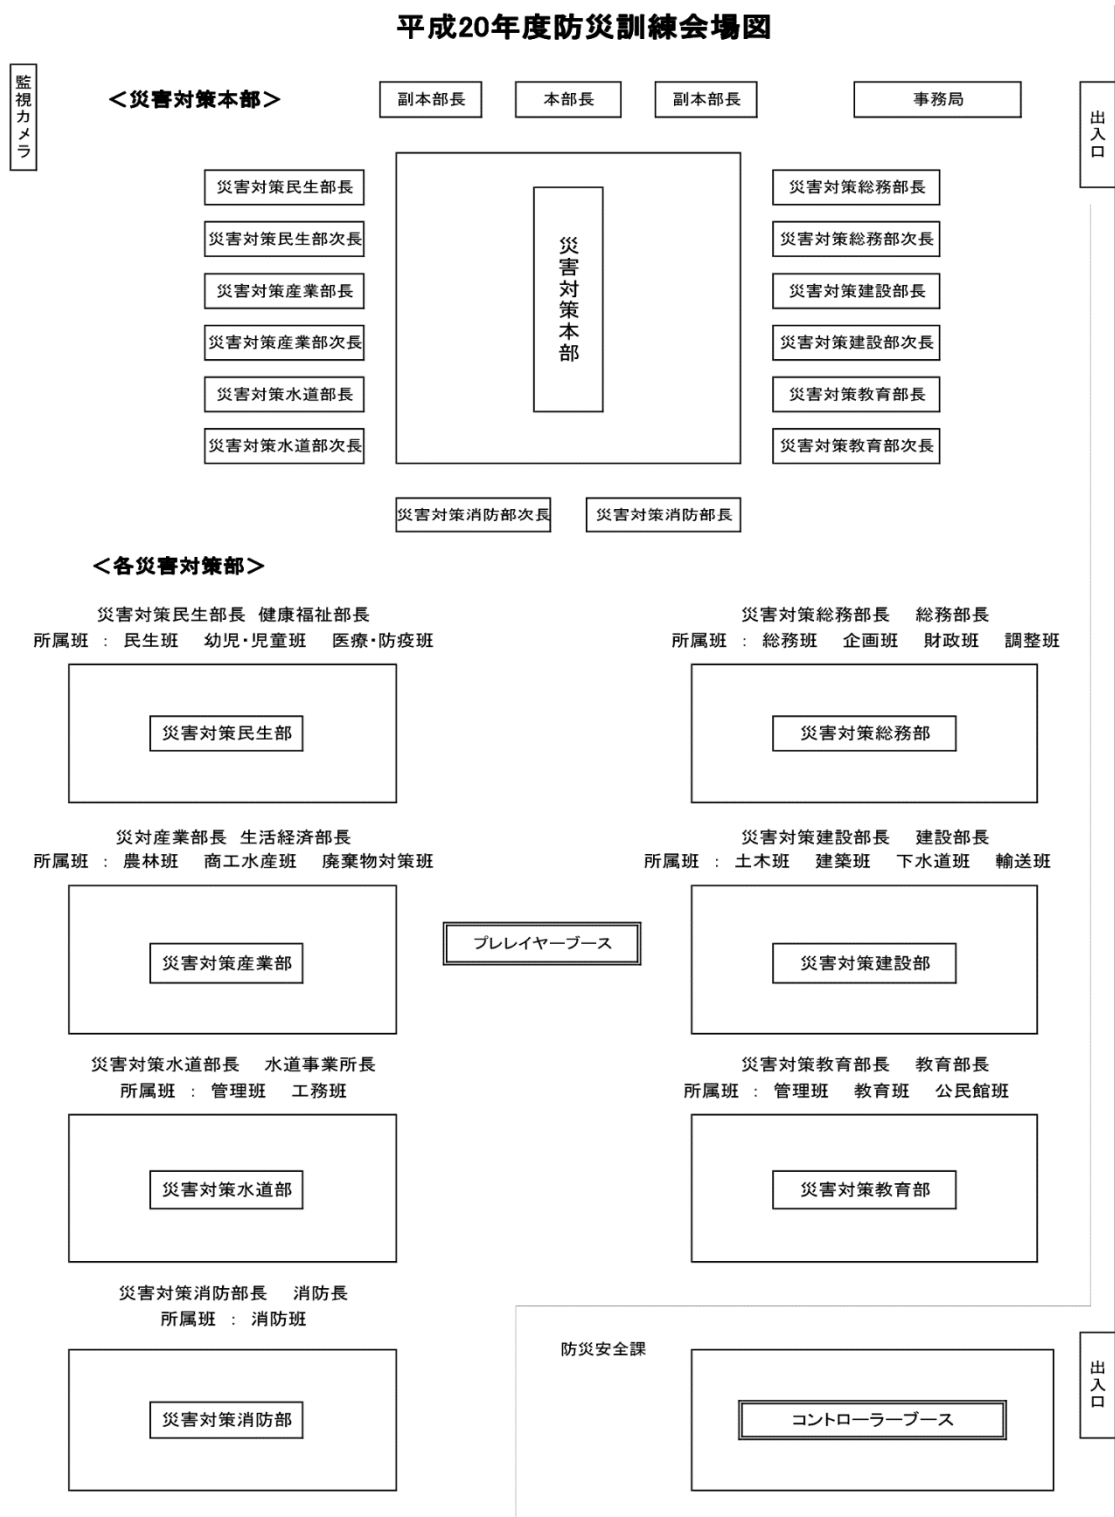 平成20年度防災訓練会場図
監視カメラ
＜災害対策本部＞
副本部長
本部長
副本部長
事務局
出入口
災害対策民生部長
災害対策民生部次長
災害対策産業部長
災害対策産業部次長
災害対策水道部長
災害対策水道部次長
災害対策本部
災害対策総務部長
災害対策総務部次長
災害対策建設部長
災害対策建設部次長
災害対策教育部長
災害対策教育部次長
災害対策消防部次長
災害対策消防部長
＜各災害対策部＞
災害対策民生部長 健康福祉部長
所属班 ： 民生班 幼児・児童班 医療・防疫班
災害対策民生部
災害対策総務部長 総務部長
所属班 ： 総務班 企画班 財政班 調整班
災害対策総務部
災対産業部長 生活経済部長
所属班 ： 農林班 商工水産班 廃棄物対策班
災害対策産業部
災害対策建設部長 建設部長
所属班 ： 土木班 建築班 下水道班 輸送班
災害対策建設部
プレレイヤーブース
災害対策水道部長 水道事業所長
所属班 ： 管理班 工務班
災害対策水道部
災害対策教育部長 教育部長
所属班 ： 管理班 教育班 公民館班
災害対策教育部
災害対策消防部長 消防長
所属班 ： 消防班
災害対策消防部
防災安全課
コントローラーブース
出入口